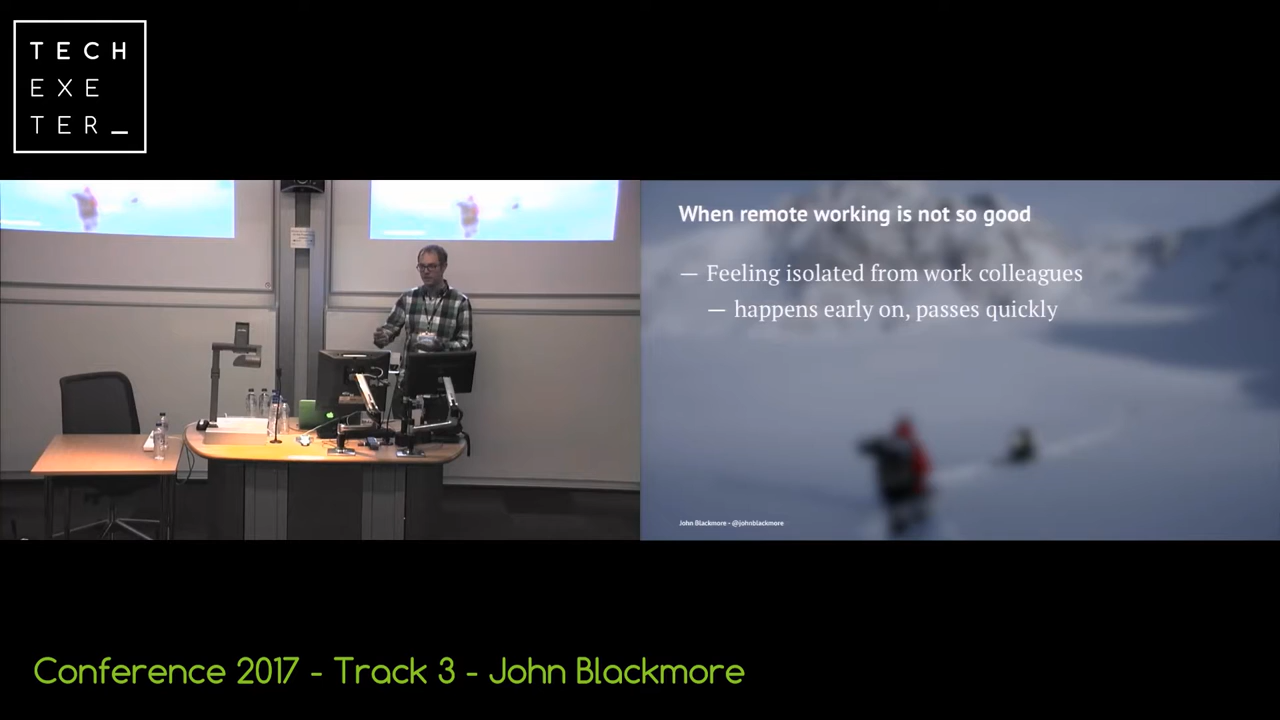 TECH
EXE
TER_
When remote working is not so good
— Feeling isolated from work colleagues
— happens early on, passes quickly
John Blackmore - @johnblackmore
Conference 2017 - Track 3 - John Blackmore